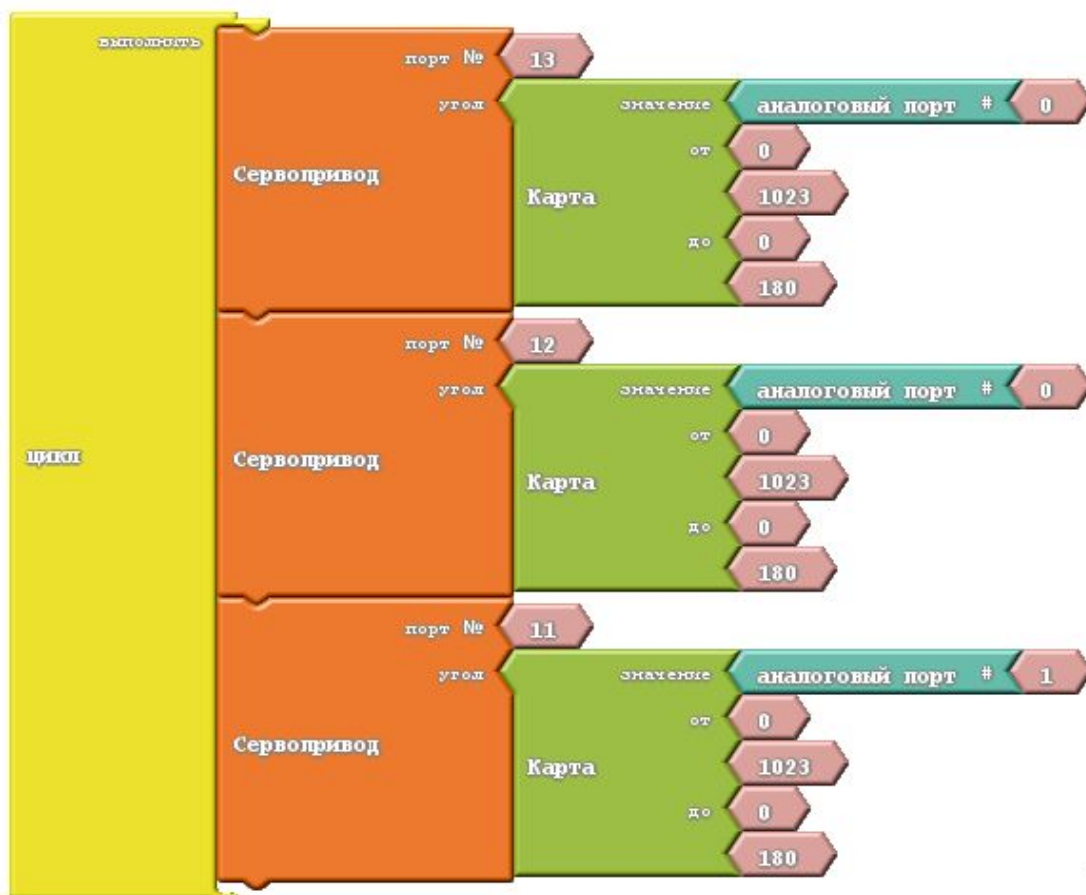 выполнить
порт № 13
угол
значение аналоговый порт # 0
от 0
Сервопривод
Карта
1023
до 0
180
порт № 12
угол
значение аналоговый порт # 0
от 0
цикл
Сервопривод
Карта
1023
до 0
180
порт № 11
угол
значение аналоговый порт # 1
от 0
Сервопривод
Карта
1023
до 0
180